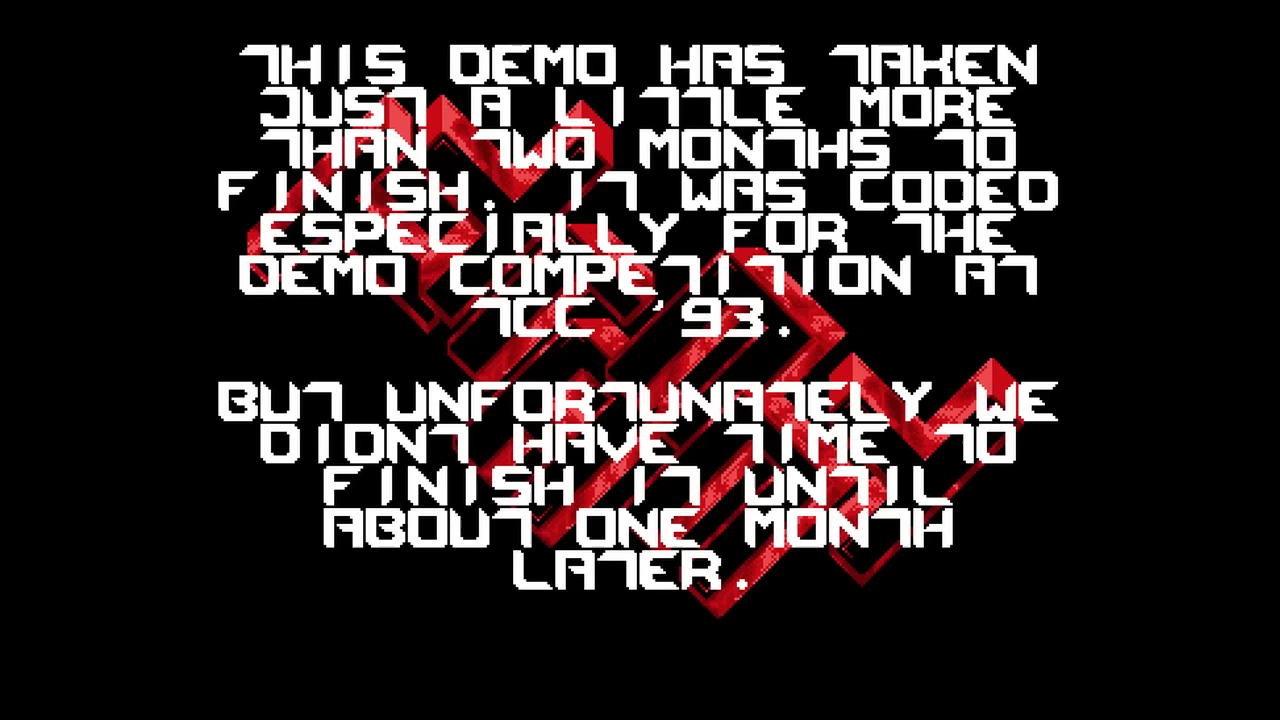 THIS DEMO HAS TAKEN
JUST A LITTLE MORE
THAN TWO MONTHS TO
FINISH. IT WAS CODED
ESPECIALLY FOR THE
DEMO COMPETITION AT
TCC '93.
BUT UNFORTUNATELY WE
DIDNT HAVE TIME TO
FINISH IT UNTIL
ABOUT ONE MONTH
LATER.